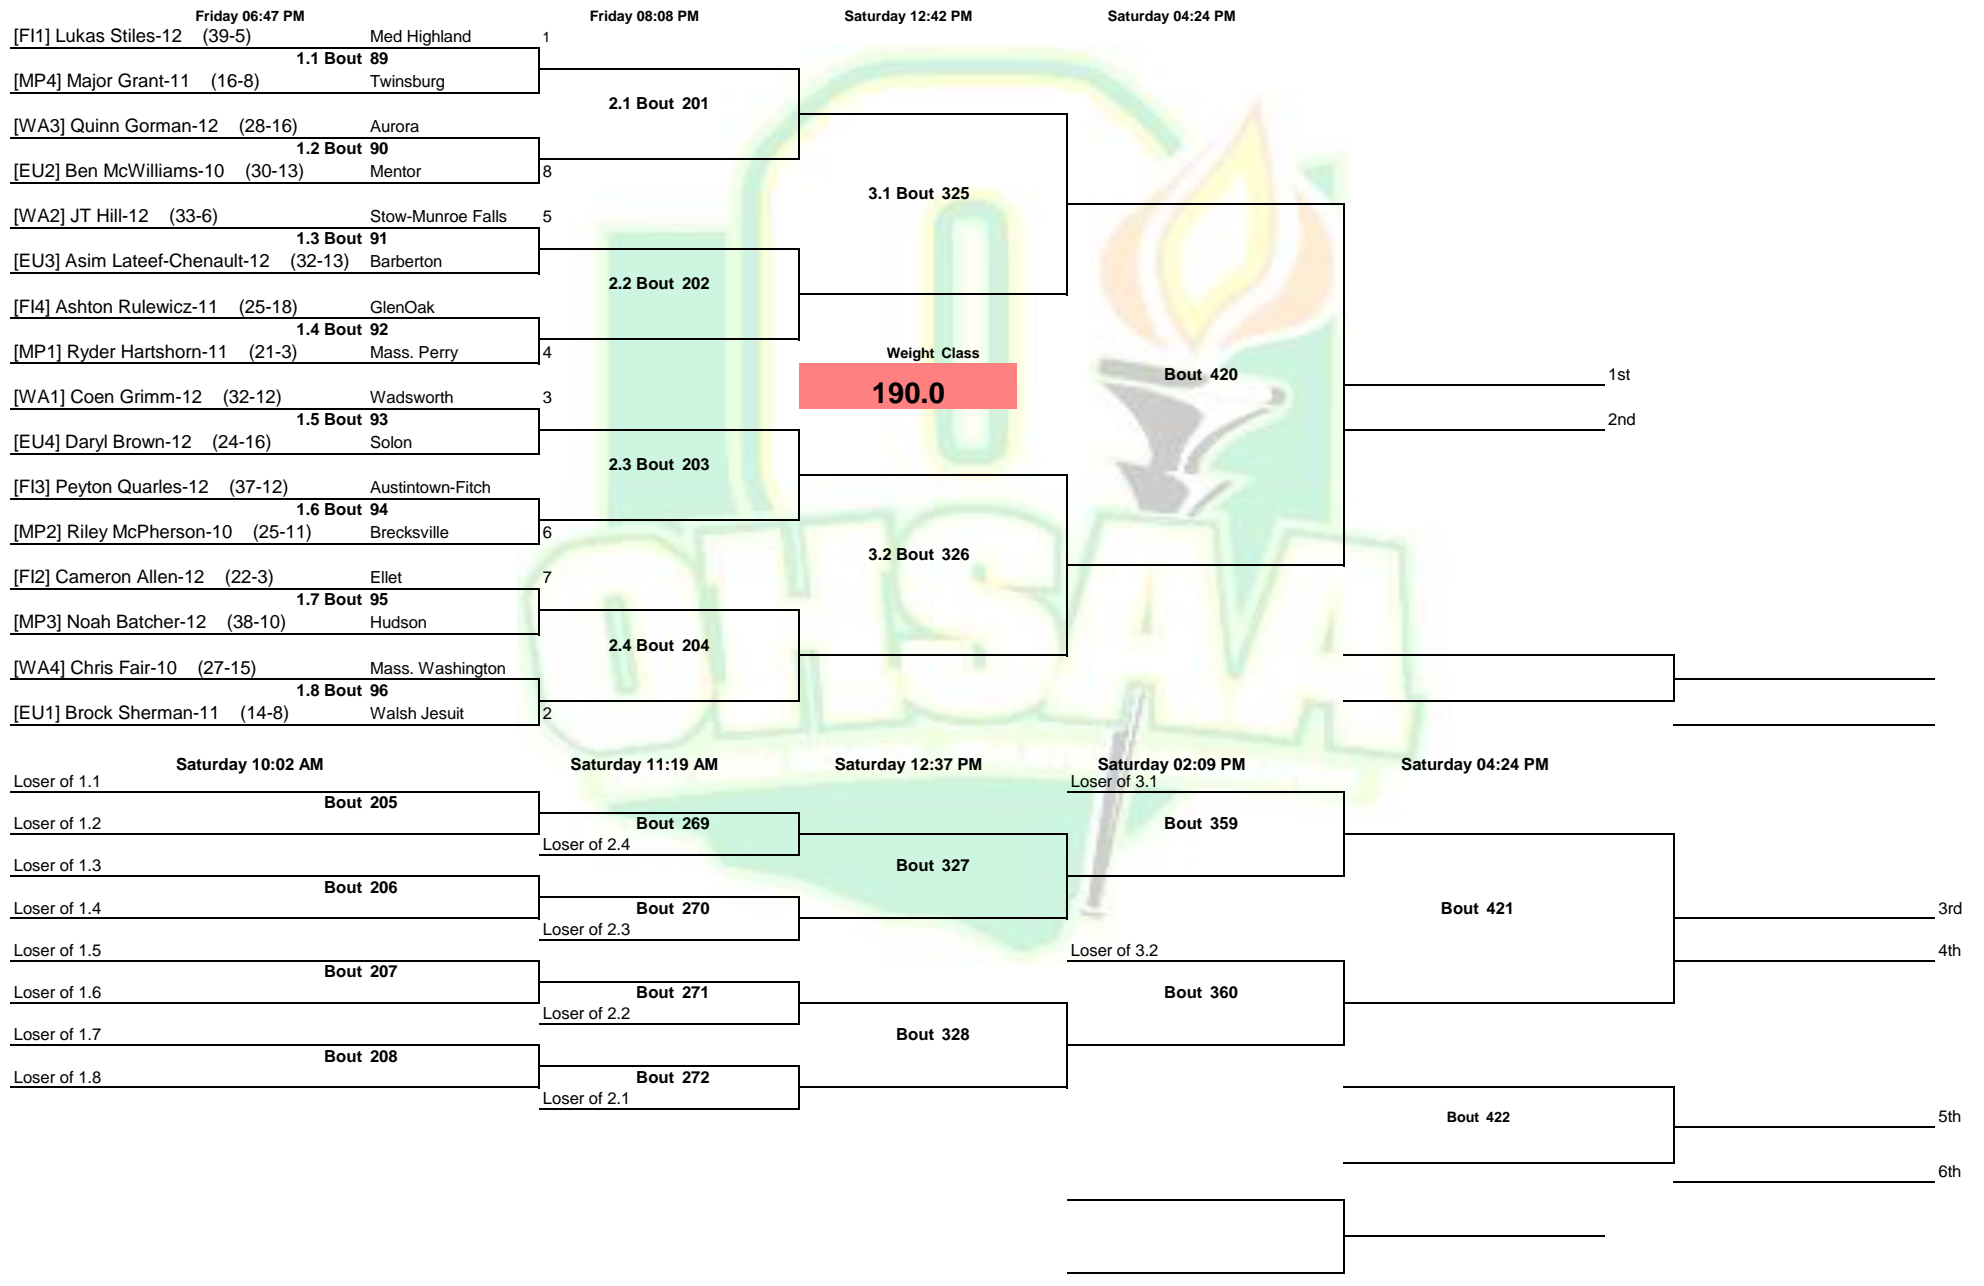 Friday 06:47 PM Friday 08:08 PM Saturday 12:42 PM Saturday 04:24 PM
[FI1] Lukas Stiles-12 (39-5) Med Highland 1
1.1 Bout 89
[MP4] Major Grant-11 (16-8) Twinsburg
2.1 Bout 201
[WA3] Quinn Gorman-12 (28-16) Aurora
1.2 Bout 90
[EU2] Ben McWilliams-10 (30-13) Mentor 8
3.1 Bout 325
[WA2] JT Hill-12 (33-6) Stow-Munroe Falls 5
1.3 Bout 91
[EU3] Asim Lateef-Chenault-12 (32-13) Barberton
2.2 Bout 202
[FI4] Ashton Rulewicz-11 (25-18) GlenOak
1.4 Bout 92
[MP1] Ryder Hartshorn-11 (21-3) Mass. Perry 4
Weight Class
Bout 420 1st
190.0
[WA1] Coen Grimm-12 (32-12) Wadsworth 3
1.5 Bout 93 2nd
[EU4] Daryl Brown-12 (24-16) Solon
2.3 Bout 203
[FI3] Peyton Quarles-12 (37-12) Austintown-Fitch
1.6 Bout 94
[MP2] Riley McPherson-10 (25-11) Brecksville 6
3.2 Bout 326
[FI2] Cameron Allen-12 (22-3) Ellet 7
1.7 Bout 95
[MP3] Noah Batcher-12 (38-10) Hudson
2.4 Bout 204
OHSAA
[WA4] Chris Fair-10 (27-15) Mass. Washington
1.8 Bout 96
[EU1] Brock Sherman-11 (14-8) Walsh Jesuit 2
Saturday 10:02 AM Saturday 11:19 AM Saturday 12:37 PM Saturday 02:09 PM Saturday 04:24 PM
Loser of 1.1 Loser of 3.1
Bout 205
Loser of 1.2 Bout 269 Bout 359
Loser of 2.4
Loser of 1.3 Bout 327
Bout 206
Loser of 1.4 Bout 270 Bout 421 3rd
Loser of 2.3
Loser of 1.5 Loser of 3.2 4th
Bout 207
Loser of 1.6 Bout 271 Bout 360
Loser of 2.2
Loser of 1.7 Bout 328
Bout 208
Loser of 1.8 Bout 272
Loser of 2.1
Bout 422 5th
6th